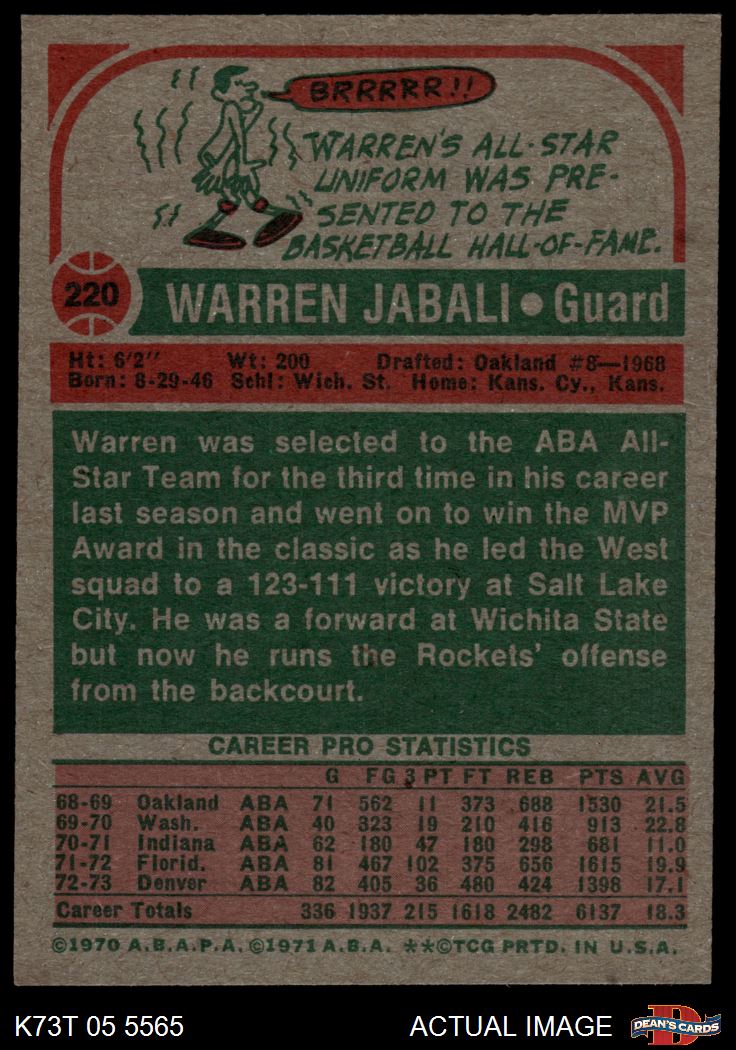 BRRRRR!!
WARREN'S ALL-STAR
UNIFORM WAS PRE-
SENTED TO THE
BASKETBALL HALL-OF-FAME.
220
WARREN JABALI • Guard
Ht: 6'2" Wt: 200 Drafted: Oakland #8—1968
Born: 8-29-46 Schl: Wich. St. Home: Kans. Cy., Kans.
Warren was selected to the ABA All-
Star Team for the third time in his career
last season and went on to win the MVP
Award in the classic as he led the West
squad to a 123-111 victory at Salt Lake
City. He was a forward at Wichita State
but now he runs the Rockets' offense
from the backcourt.
CAREER PRO STATISTICS
G FG 3 PT FT REB PTS AVG
68-69 Oakland ABA 71 562 11 373 688 1530 21.5
69-70 Wash. ABA 40 323 19 210 416 913 22.8
70-71 Indiana ABA 62 180 47 180 298 681 11.0
71-72 Florid. ABA 81 467 102 375 656 1615 19.9
72-73 Denver ABA 82 405 36 480 424 1398 17.1
Career Totals 336 1937 215 1618 2482 6137 18.3
©1970 A.B.A.P.A. ©1971 A.B.A. **©TCG PRTD. IN U.S.A.
K73T 05 5565 ACTUAL IMAGE
DEAN'S CARDS